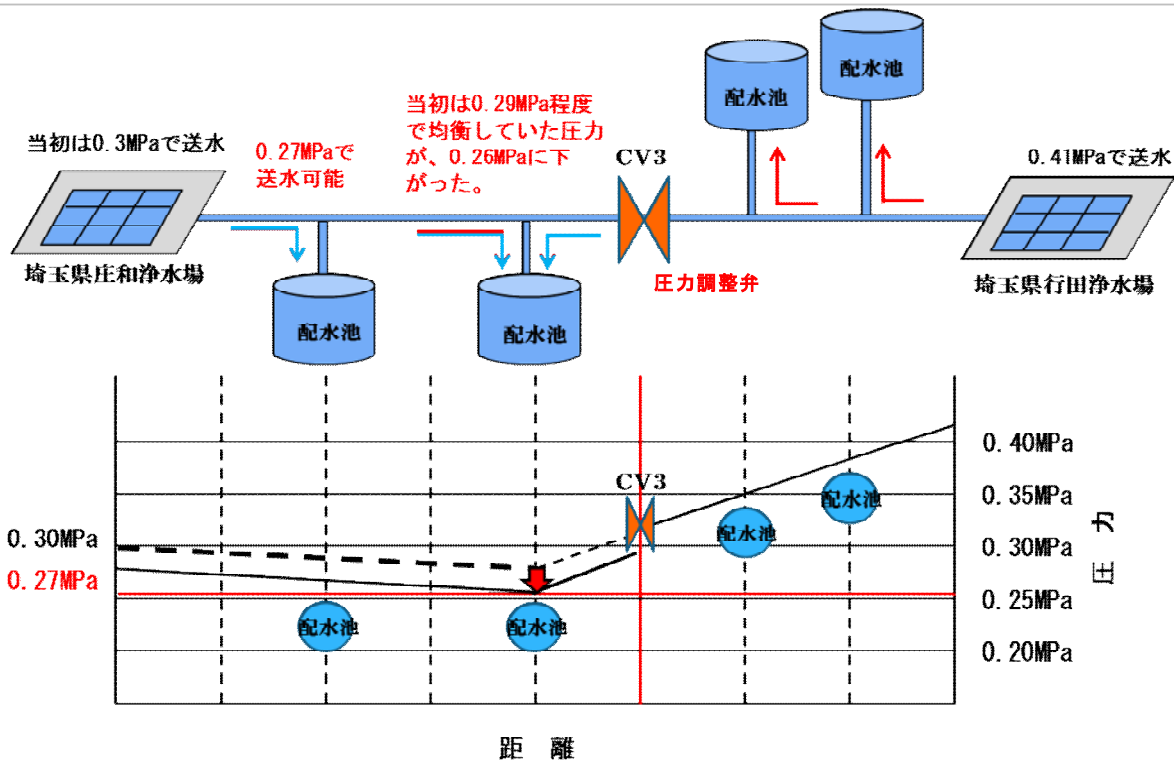 配水池
配水池
当初は0.3MPaで送水
0.27MPaで
送水可能
当初は0.29MPa程度
で均衡していた圧力
が、0.26MPaに下
がった。
CV3
0.41MPaで送水
埼玉県庄和浄水場
圧力調整弁
埼玉県行田浄水場
配水池
配水池
0.40MPa
CV3
0.35MPa
配水池
配水池
0.30MPa
0.30MPa
0.27MPa
0.25MPa
配水池
配水池
0.20MPa
圧力
距離